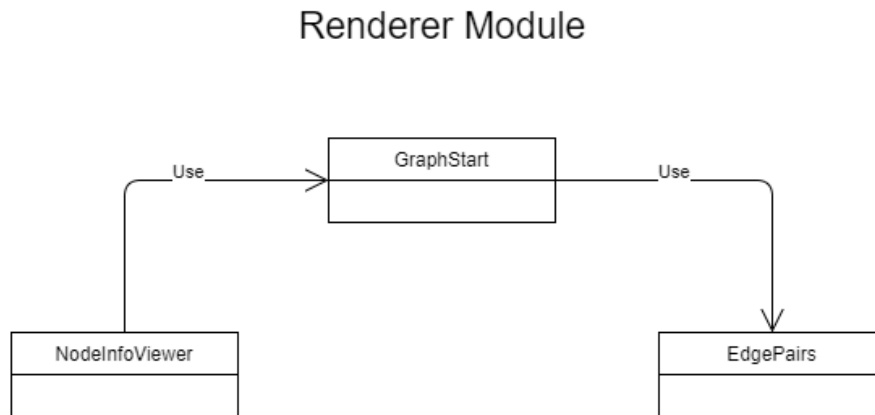 Renderer Module
GraphStart
Use
Use
NodeInfoViewer
EdgePairs